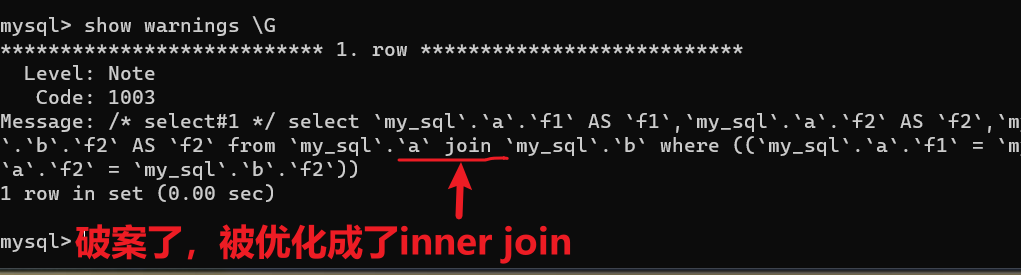 mysql> show warnings \G
*************************** 1. row ***************************
Level: Note
Code: 1003
Message: /* select#1 */ select `my_sql`.`a`.`f1` AS `f1`,`my_sql`.`a`.`f2` AS `f2`,`m
`.`b`.`f2` AS `f2` from `my_sql`.`a` join `my_sql`.`b` where ((`my_sql`.`a`.`f1` = `m
`a`.`f2` = `my_sql`.`b`.`f2`))
1 row in set (0.00 sec)
mysql> 破案了，被优化成了inner join